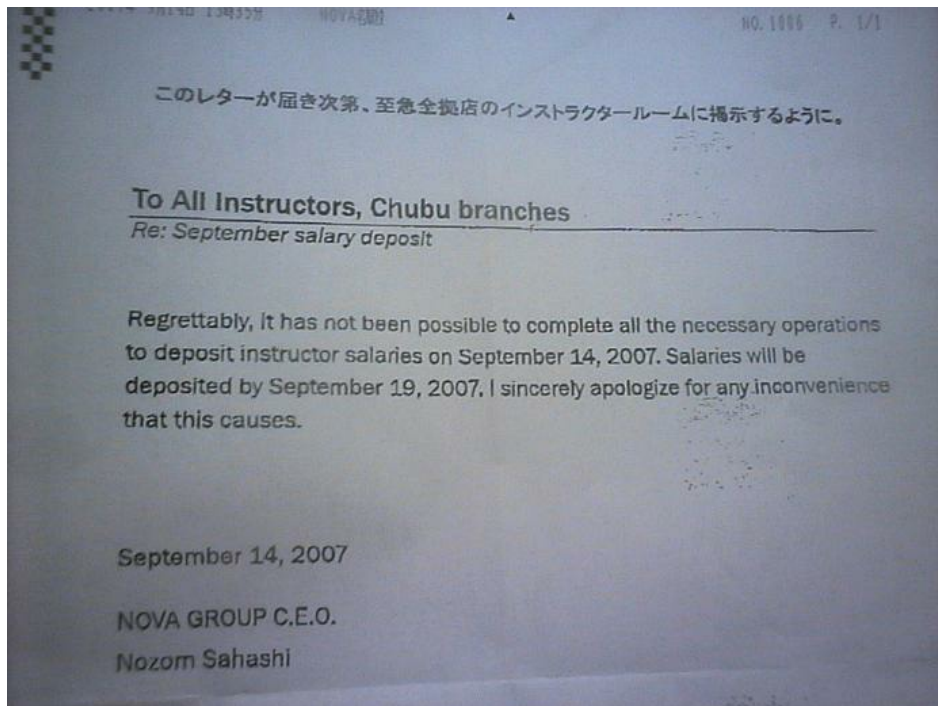 NO. 1086 P. 1/1
このレターが届き次第、至急全拠店のインストラクタールームに掲示するように。
To All Instructors, Chubu branches
Re: September salary deposit
Regrettably, it has not been possible to complete all the necessary operations
to deposit instructor salaries on September 14, 2007. Salaries will be
deposited by September 19, 2007. I sincerely apologize for any inconvenience
that this causes.
September 14, 2007
NOVA GROUP C.E.O.
Nozom Sahashi